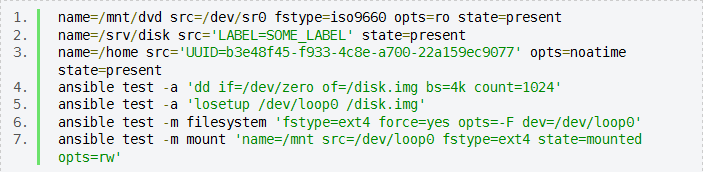 1. name=/mnt/dvd src=/dev/sr0 fstype=iso9660 opts=ro state=present
2. name=/srv/disk src='LABEL=SOME_LABEL' state=present
3. name=/home src='UUID=b3e48f45-f933-4c8e-a700-22a159ec9077' opts=noatime
state=present
4. ansible test -a 'dd if=/dev/zero of=/disk.img bs=4k count=1024'
5. ansible test -a 'losetup /dev/loop0 /disk.img'
6. ansible test -m filesystem 'fstype=ext4 force=yes opts=-F dev=/dev/loop0'
7. ansible test -m mount 'name=/mnt src=/dev/loop0 fstype=ext4 state=mounted
opts=rw'